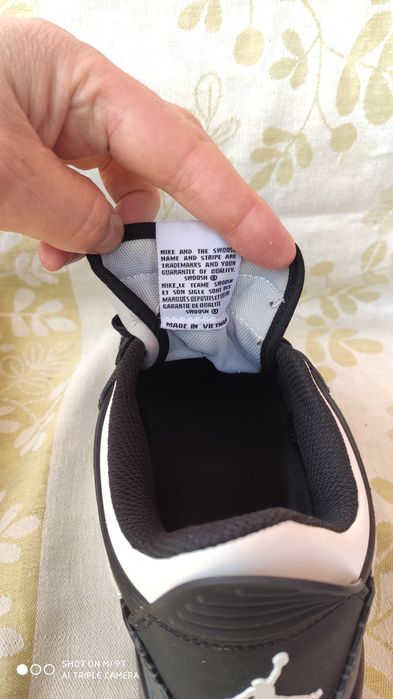 NIKE AND THE SWOOSH
NAME AND STRIPE ARE
TRADEMARKS AND YOUR
GUARANTEE OF QUALITY.
SWOOSH ®
NIKE,LE TEAME SWOOSH
ET SON SIGLE SONT DES
MARQUES DEPOSEES ET VOTRE
GARANTIE DE QUALITE
SWOOSH ®
MADE IN VIETNAM
SHOT ON MI 9T
AI TRIPLE CAMERA